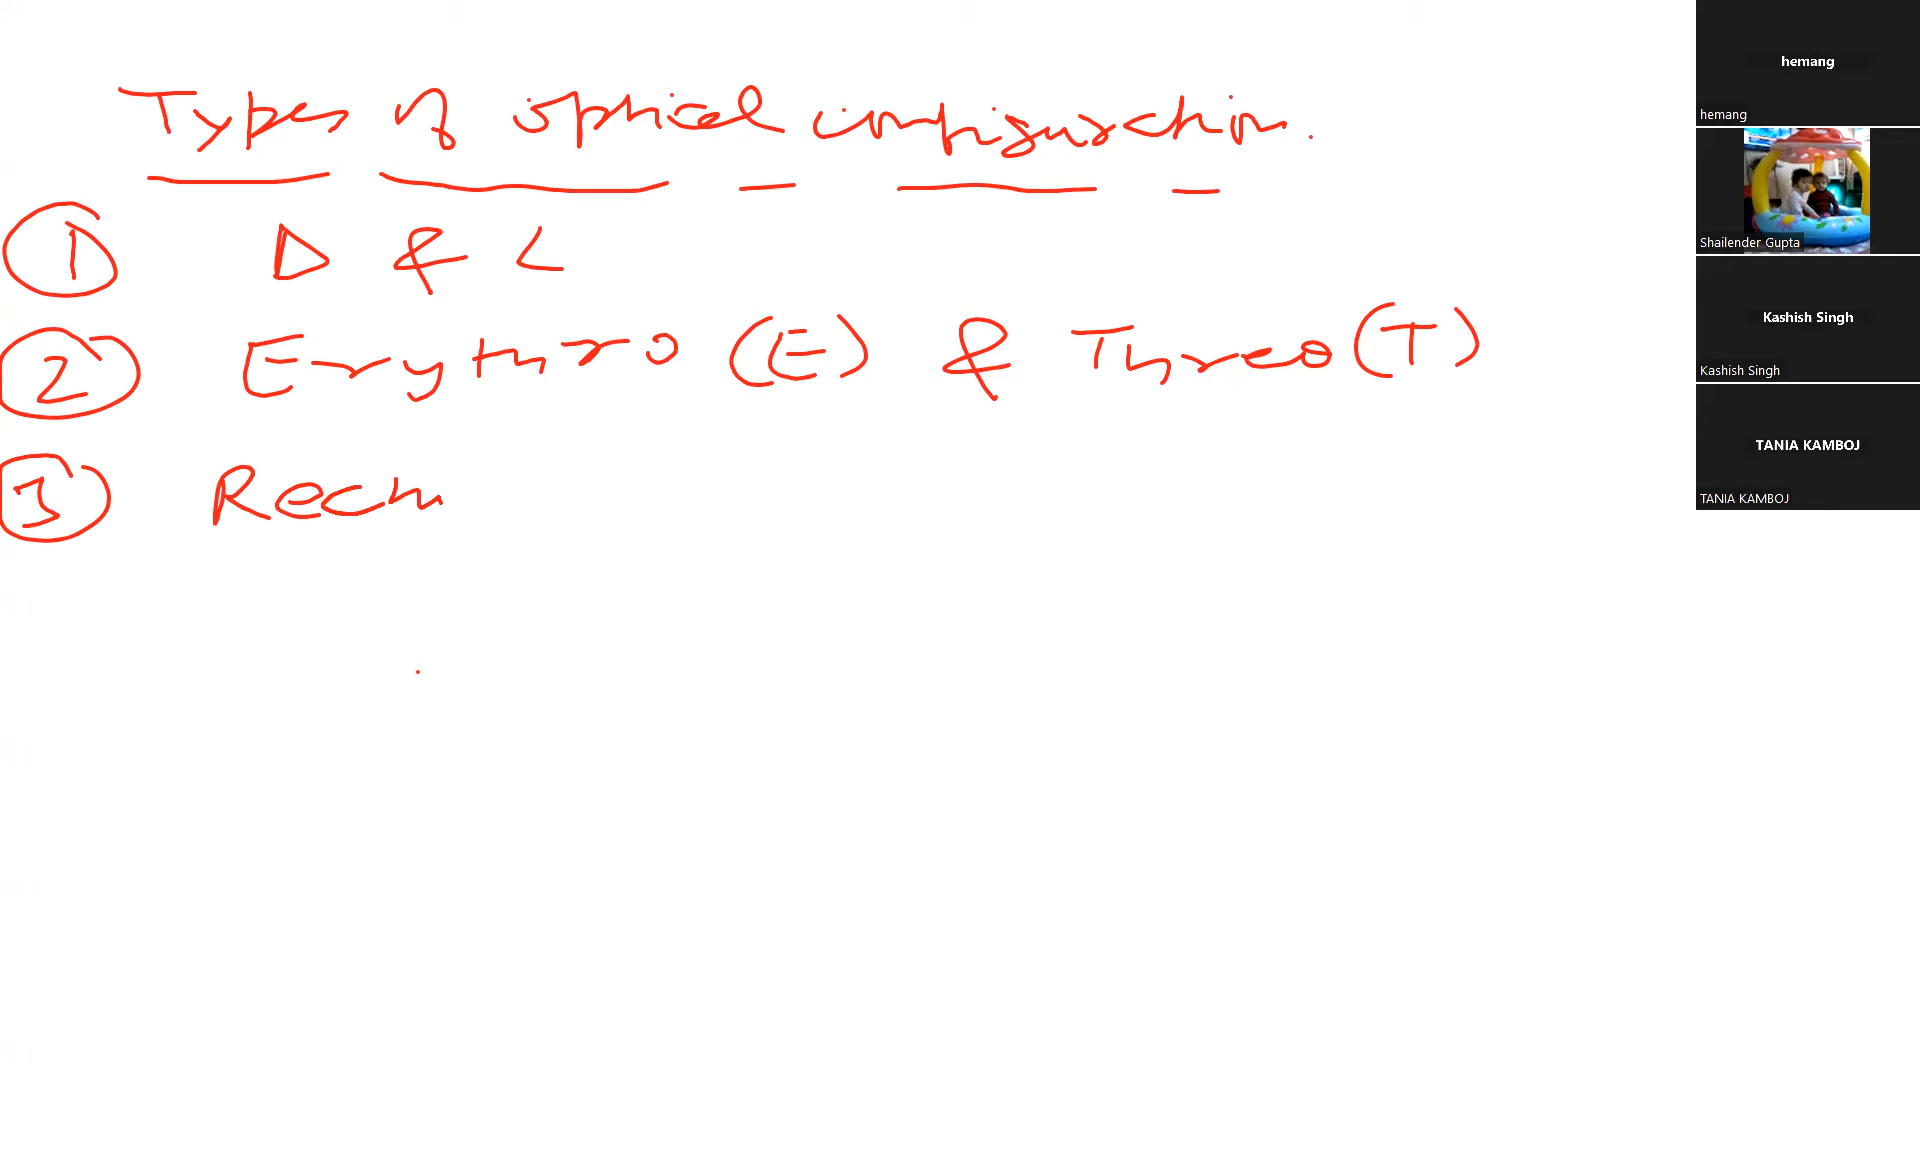 Types of optical configuration.
1 D & L
2 Erythro (E) & Threo (T)
3 Rectu
hemang
hemang
Shailender Gupta
Kashish Singh
Kashish Singh
TANIA KAMBOJ
TANIA KAMBOJ